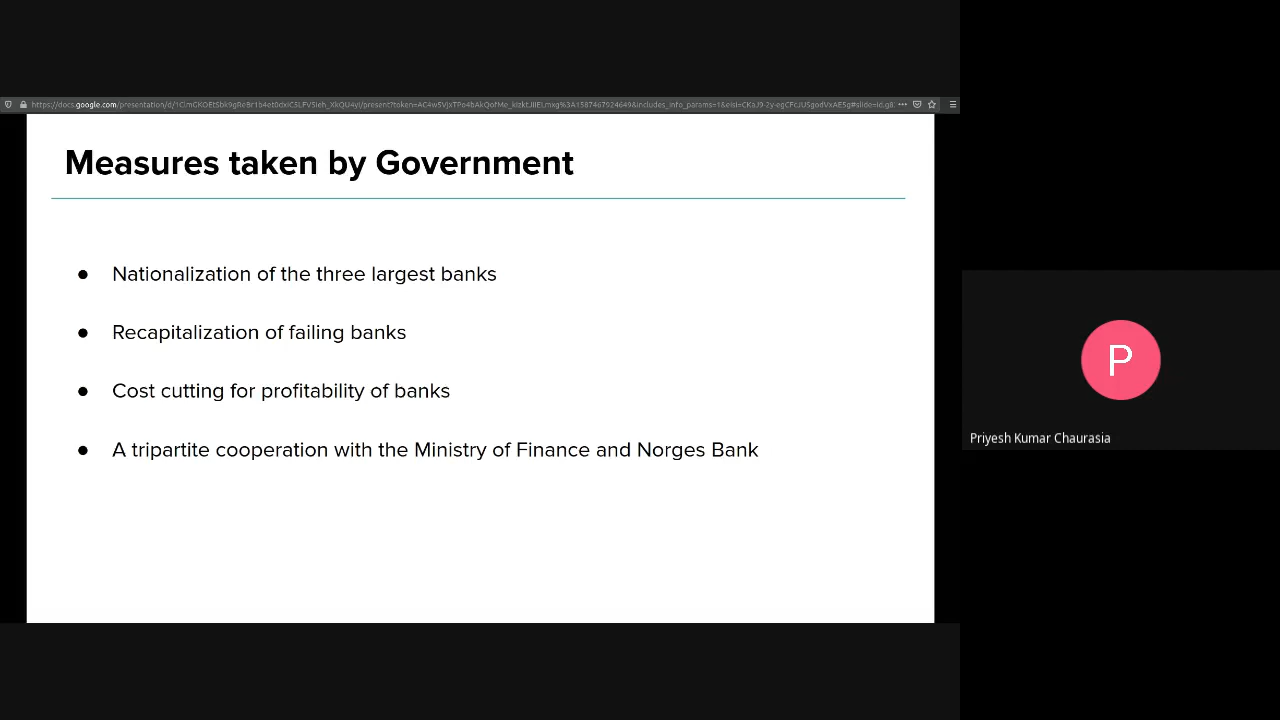 Measures taken by Government
● Nationalization of the three largest banks
● Recapitalization of failing banks
● Cost cutting for profitability of banks
● A tripartite cooperation with the Ministry of Finance and Norges Bank
P
Priyesh Kumar Chaurasia